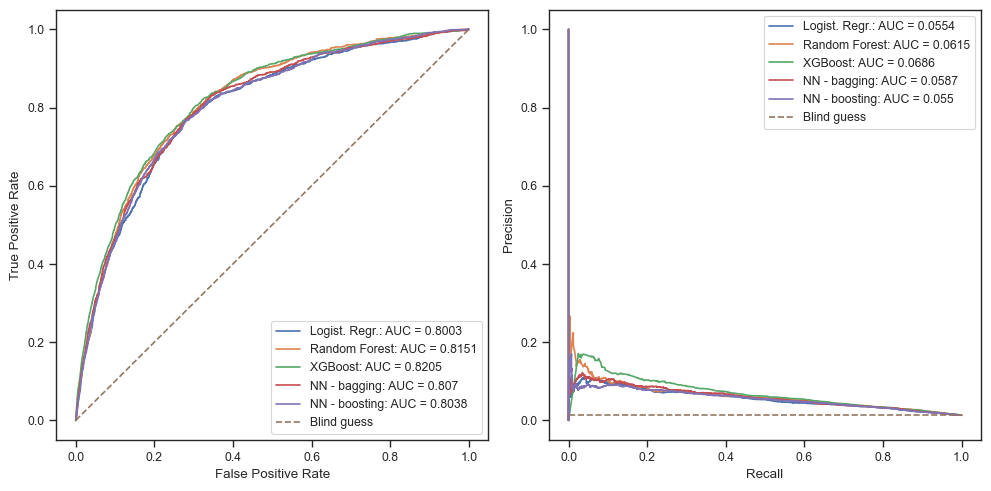 1.0
0.8
0.6
0.4
0.2
0.0
True Positive Rate
0.0 0.2 0.4 0.6 0.8 1.0
False Positive Rate
Logist. Regr.: AUC = 0.8003
Random Forest: AUC = 0.8151
XGBoost: AUC = 0.8205
NN - bagging: AUC = 0.807
NN - boosting: AUC = 0.8038
Blind guess
1.0
0.8
0.6
0.4
0.2
0.0
Precision
0.0 0.2 0.4 0.6 0.8 1.0
Recall
Logist. Regr.: AUC = 0.0554
Random Forest: AUC = 0.0615
XGBoost: AUC = 0.0686
NN - bagging: AUC = 0.0587
NN - boosting: AUC = 0.055
Blind guess